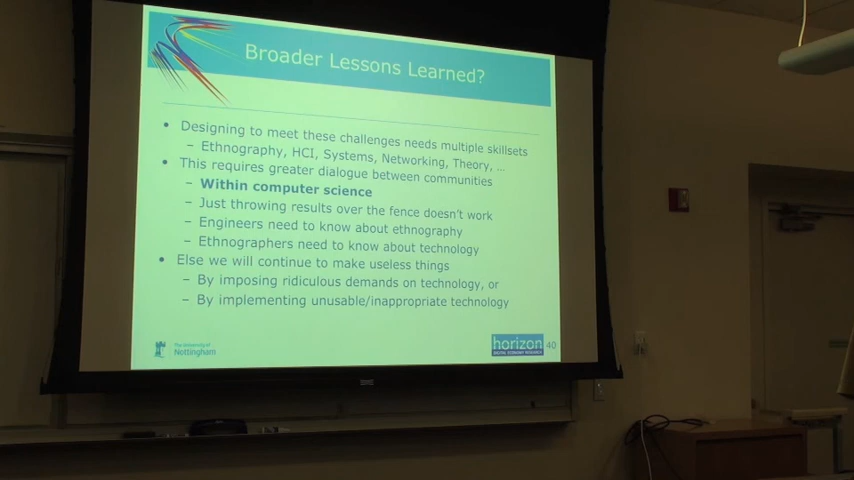 Broader Lessons Learned?
• Designing to meet these challenges needs multiple skillsets
– Ethnography, HCI, Systems, Networking, Theory, ...
• This requires greater dialogue between communities
– Within computer science
– Just throwing results over the fence doesn't work
– Engineers need to know about ethnography
– Ethnographers need to know about technology
• Else we will continue to make useless things
– By imposing ridiculous demands on technology, or
– By implementing unusable/inappropriate technology
The University of
Nottingham
horizon
DIGITAL ECONOMY RESEARCH
40